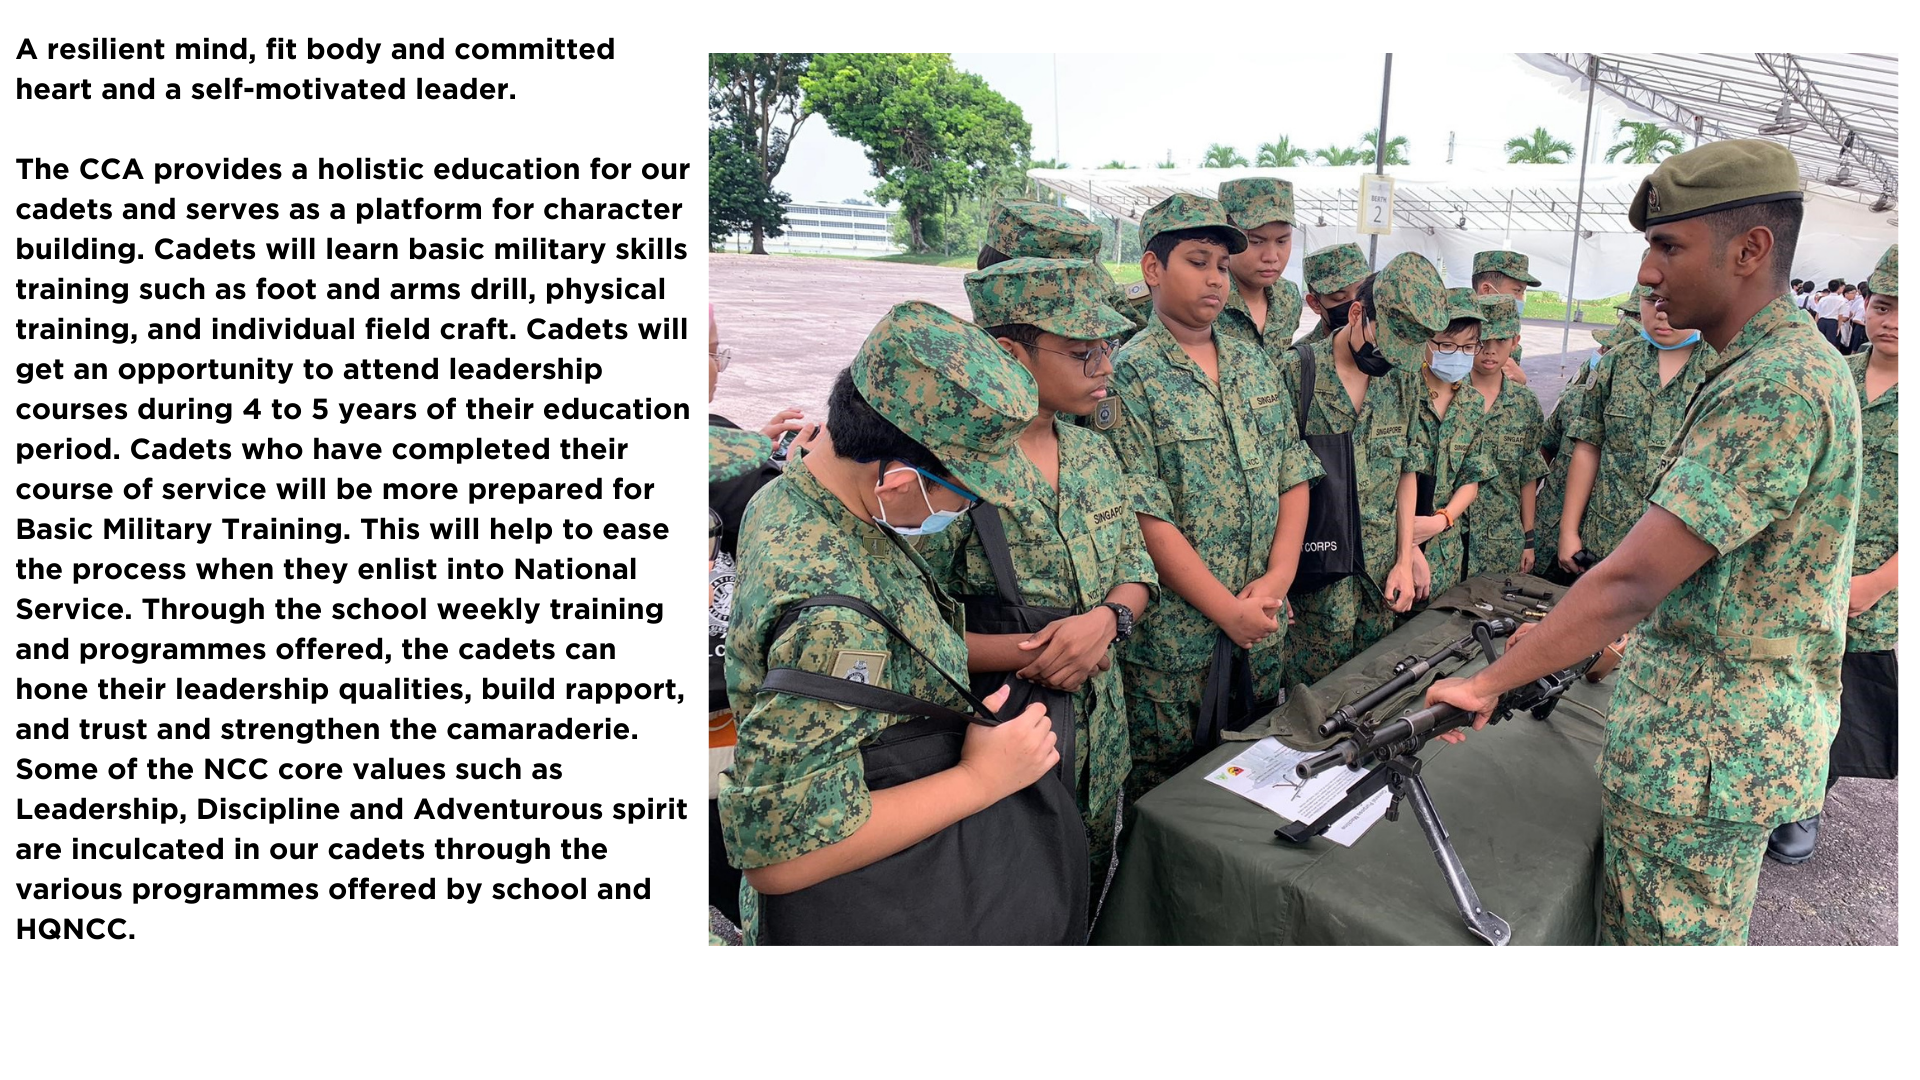 A resilient mind, fit body and committed
heart and a self-motivated leader.
The CCA provides a holistic education for our
cadets and serves as a platform for character
building. Cadets will learn basic military skills
training such as foot and arms drill, physical
training, and individual field craft. Cadets will
get an opportunity to attend leadership
courses during 4 to 5 years of their education
period. Cadets who have completed their
course of service will be more prepared for
Basic Military Training. This will help to ease
the process when they enlist into National
Service. Through the school weekly training
and programmes offered, the cadets can
hone their leadership qualities, build rapport,
and trust and strengthen the camaraderie.
Some of the NCC core values such as
Leadership, Discipline and Adventurous spirit
are inculcated in our cadets through the
various programmes offered by school and
HQNCC.
BERTH
2
SINGAPORE
NCC
CORPS